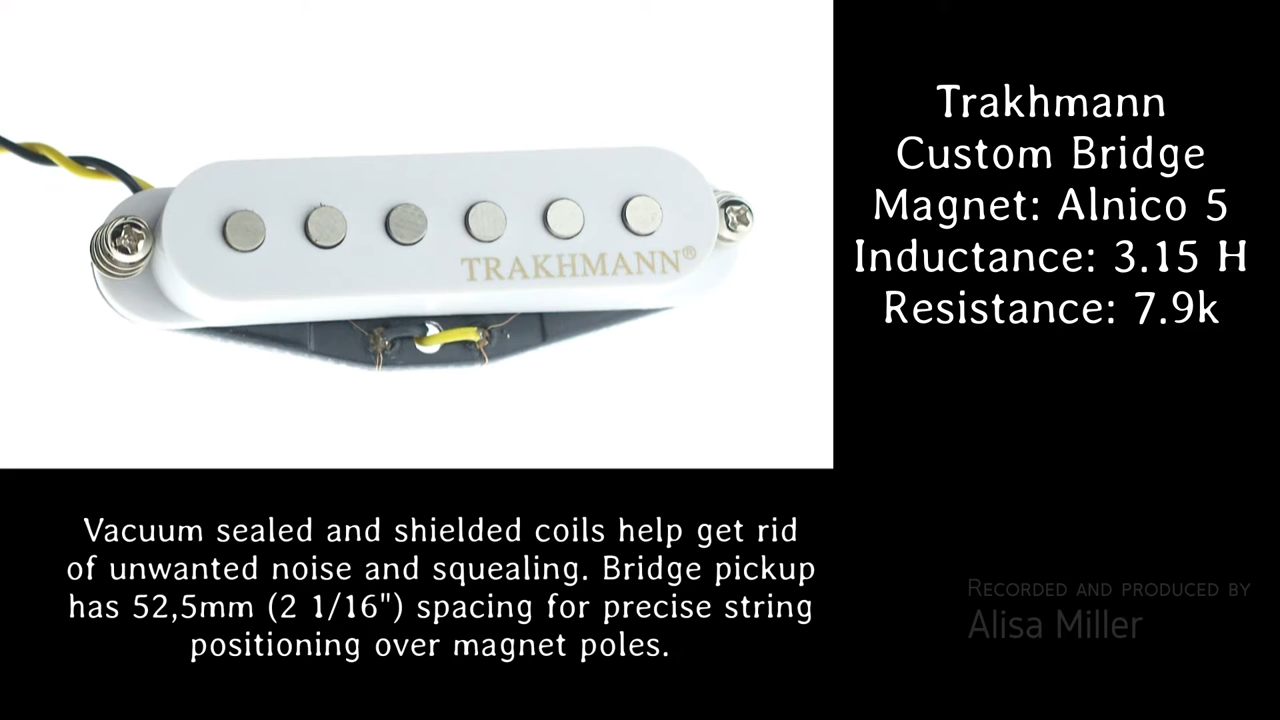 TRAKHMANN®
Trakhmann
Custom Bridge
Magnet: Alnico 5
Inductance: 3.15 H
Resistance: 7.9k
Vacuum sealed and shielded coils help get rid
of unwanted noise and squealing. Bridge pickup
has 52,5mm (2 1/16") spacing for precise string
positioning over magnet poles.
Recorded and produced by
Alisa Miller